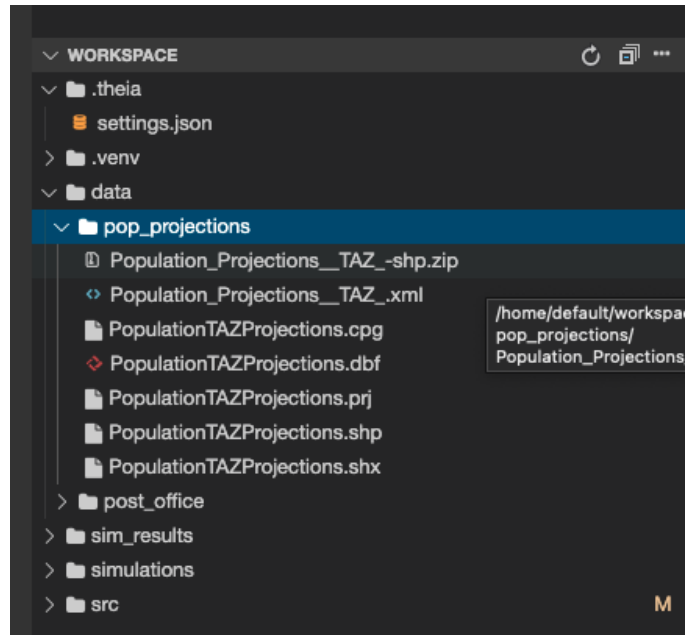 WORKSPACE
.theia
settings.json
.venv
data
pop_projections
Population_Projections__TAZ_-shp.zip
Population_Projections__TAZ_.xml
PopulationTAZProjections.cpg
PopulationTAZProjections.dbf
PopulationTAZProjections.prj
PopulationTAZProjections.shp
PopulationTAZProjections.shx
post_office
sim_results
simulations
src M
/home/default/workspac
pop_projections/
Population_Projections_